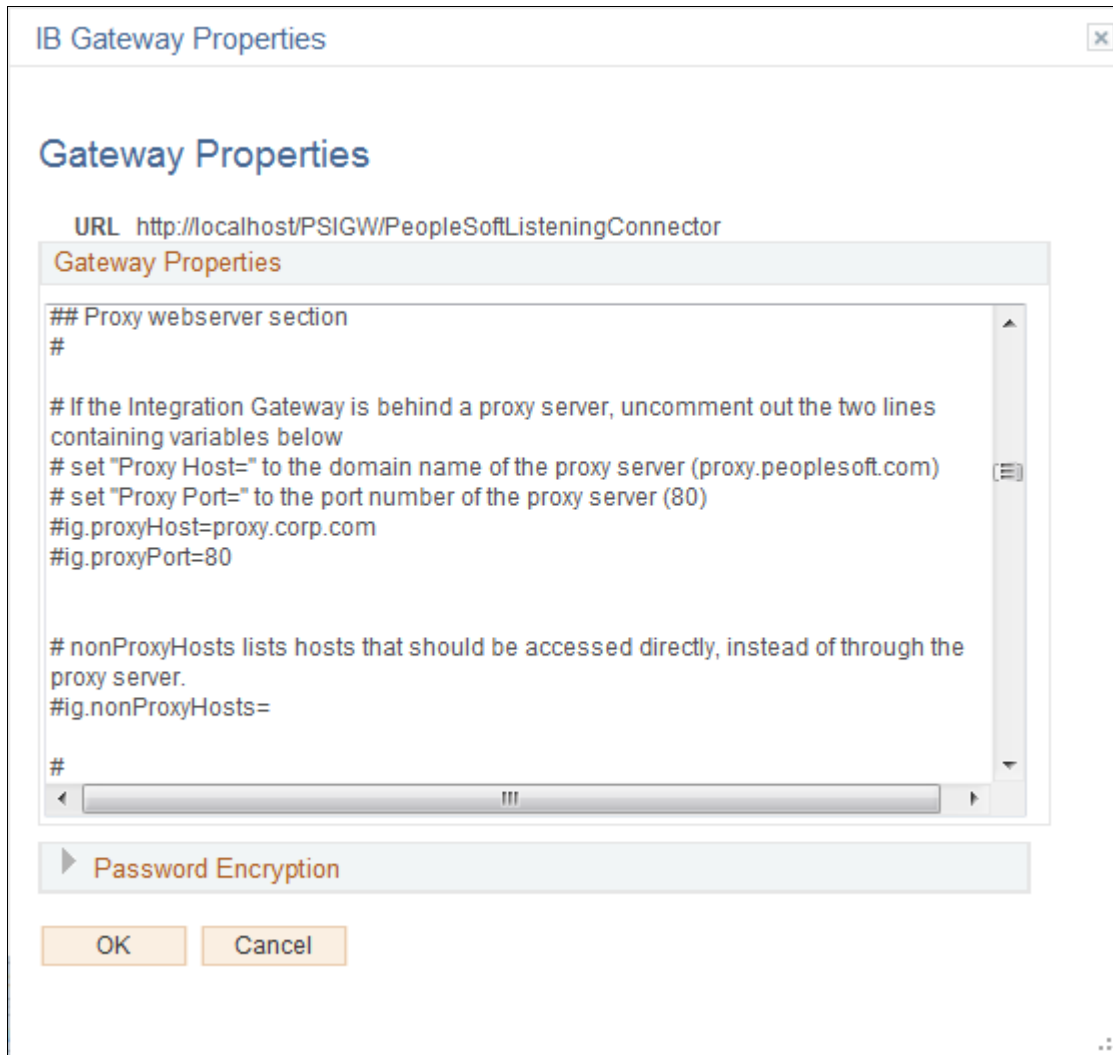 IB Gateway Properties
Gateway Properties
URL http://localhost/PSIGW/PeopleSoftListeningConnector
Gateway Properties
## Proxy webserver section
#
# If the Integration Gateway is behind a proxy server, uncomment out the two lines
containing variables below
# set "Proxy Host=" to the domain name of the proxy server (proxy.peoplesoft.com)
# set "Proxy Port=" to the port number of the proxy server (80)
#ig.proxyHost=proxy.corp.com
#ig.proxyPort=80
# nonProxyHosts lists hosts that should be accessed directly, instead of through the
proxy server.
#ig.nonProxyHosts=
#
Password Encryption
OK Cancel